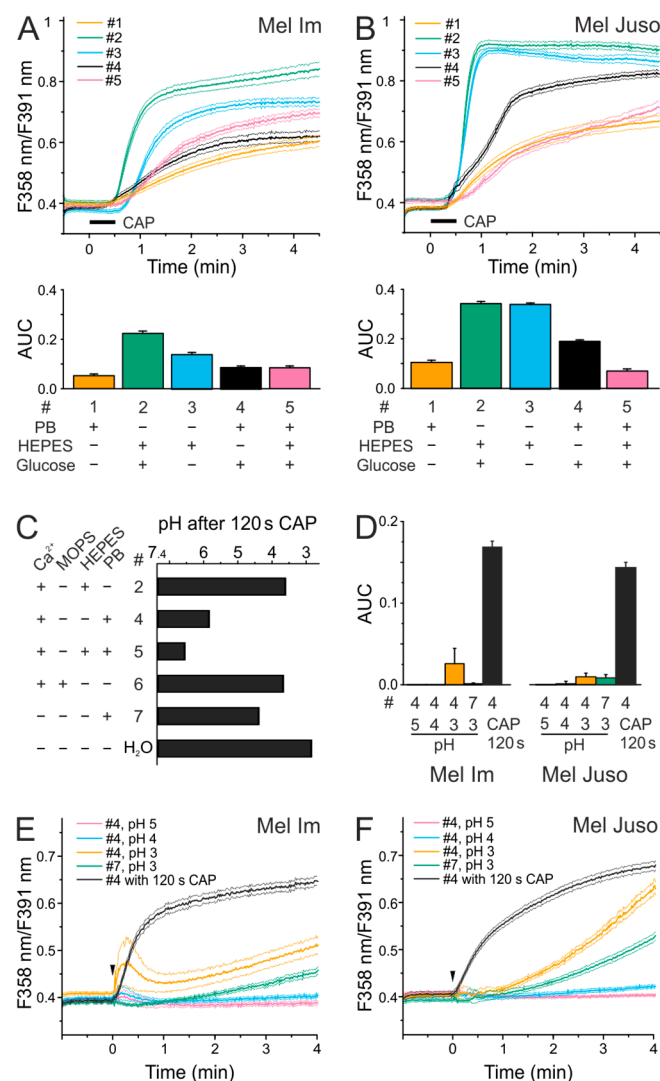 A Mel Im
#1
#2
#3
#4
#5
F358 nm/F391 nm
1.0
0.8
0.6
0.4
CAP
0 1 2 3 4
Time (min)
AUC
0.4
0.2
0.0
# 1 2 3 4 5
PB + – – + +
HEPES – + + – +
Glucose – + – + +
B Mel Juso
#1
#2
#3
#4
#5
F358 nm/F391 nm
1.0
0.8
0.6
0.4
CAP
0 1 2 3 4
Time (min)
AUC
0.4
0.2
0.0
# 1 2 3 4 5
PB + – – + +
HEPES – + + – +
Glucose – + – + +
C pH after 120 s CAP
Ca²⁺ MOPS HEPES PB # 7.4 6 5 4 3
+ – + – 2
+ – – + 4
+ – + + 5
+ + – – 6
– – – + 7
– – – – H₂O
D
AUC
0.2
0.1
0.0
# 4 4 4 7 4 4 4 4 7 4
5 4 3 3 CAP 5 4 3 3 CAP
pH 120 s pH 120 s
Mel Im Mel Juso
E Mel Im
#4, pH 5
#4, pH 4
#4, pH 3
#7, pH 3
#4 with 120 s CAP
F358 nm/F391 nm
0.7
0.6
0.5
0.4
0 1 2 3 4
Time (min)
F Mel Juso
#4, pH 5
#4, pH 4
#4, pH 3
#7, pH 3
#4 with 120 s CAP
F358 nm/F391 nm
0.7
0.6
0.5
0.4
0 1 2 3 4
Time (min)